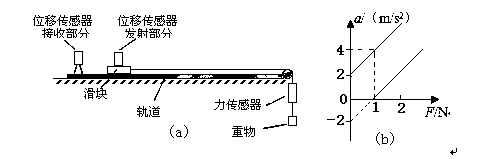 位移传感器
接收部分
位移传感器
发射部分
滑块
轨道
力传感器
重物
(a)
a/（m/s²）
4
2
0
1
2
F/N
-2
(b)